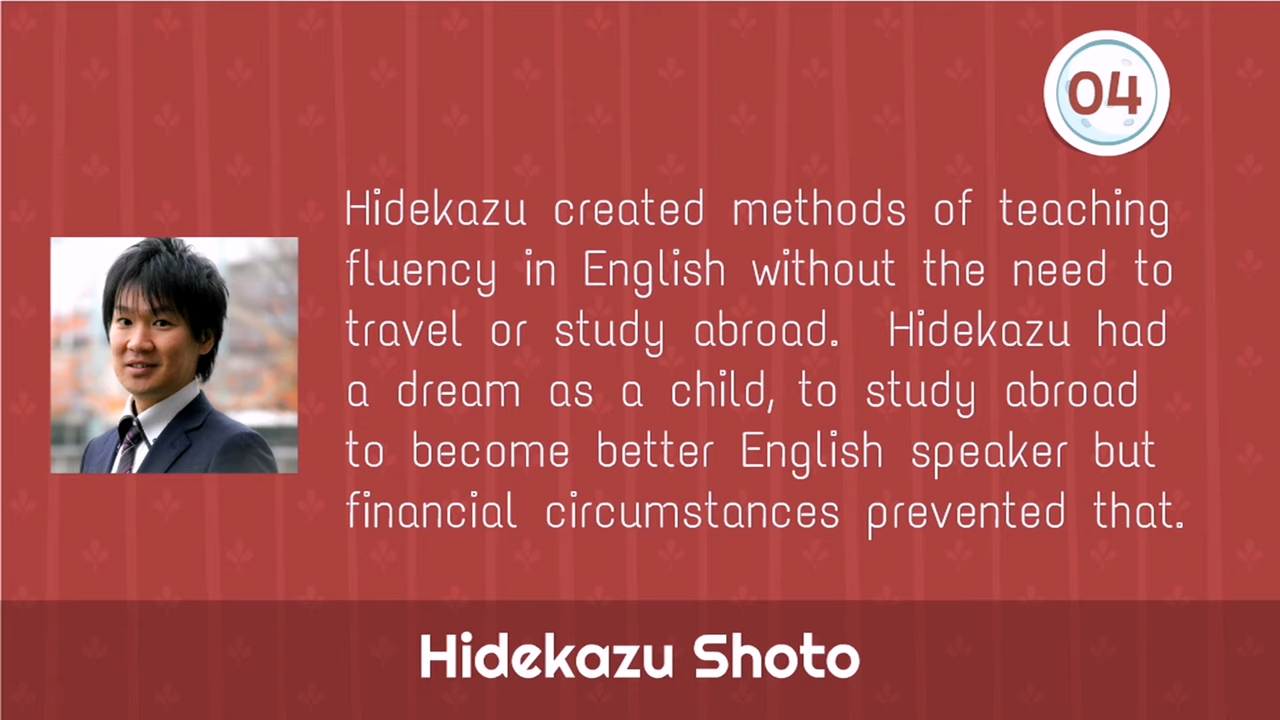 04
Hidekazu created methods of teaching
fluency in English without the need to
travel or study abroad. Hidekazu had
a dream as a child, to study abroad
to become better English speaker but
financial circumstances prevented that.
Hidekazu Shoto